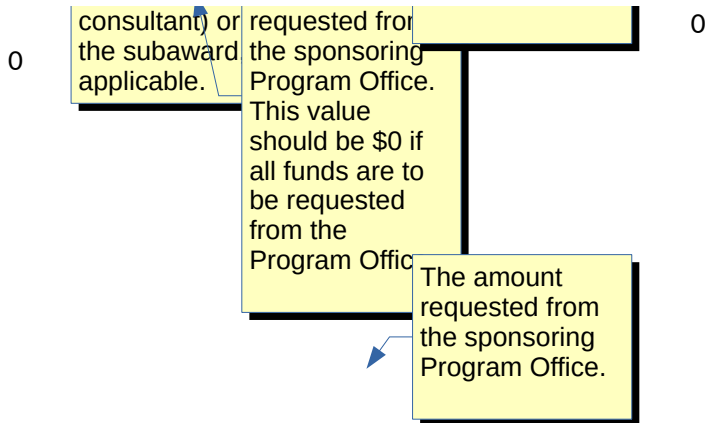 0
consultant) or
the subaward,
applicable.
requested from
the sponsoring
Program Office.
This value
should be $0 if
all funds are to
be requested
from the
Program Offic
The amount
requested from
the sponsoring
Program Office.
0